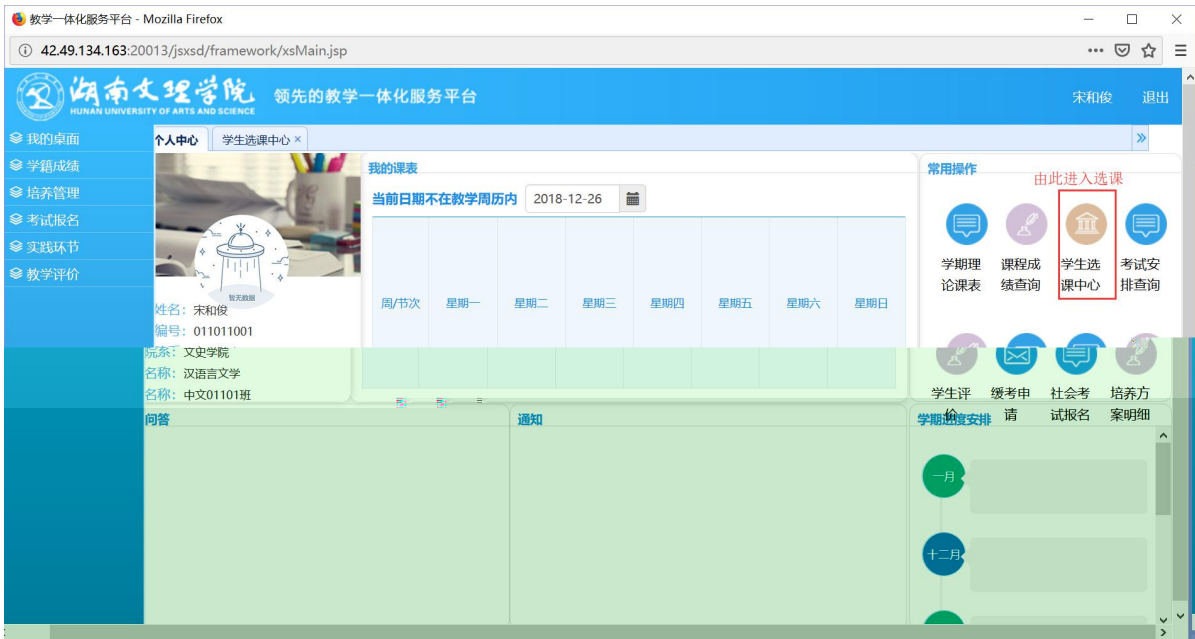 教学一体化服务平台 - Mozilla Firefox
42.49.134.163:20013/jsxsd/framework/xsMain.jsp
湖南文理学院
HUNAN UNIVERSITY OF ARTS AND SCIENCE
领先的教学一体化服务平台
宋和俊 退出
我的桌面
学籍成绩
培养管理
考试报名
实践环节
教学评价
个人中心 学生选课中心 ×
暂无数据
姓名：宋和俊
编号：011011001
院系：文史学院
名称：汉语言文学
名称：中文01101班
我的课表
当前日期不在教学周历内 2018-12-26
周/节次 星期一 星期二 星期三 星期四 星期五 星期六 星期日
常用操作
由此进入选课
学期理论课表
课程成绩查询
学生选课中心
考试安排查询
学生评价
缓考申请
社会考试报名
培养方案明细
问答
通知
学期进度安排
一月
十二月